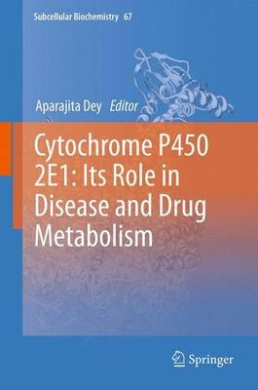 Subcellular Biochemistry 67
Aparajita Dey Editor
Cytochrome P450
2E1: Its Role in
Disease and Drug
Metabolism
Springer